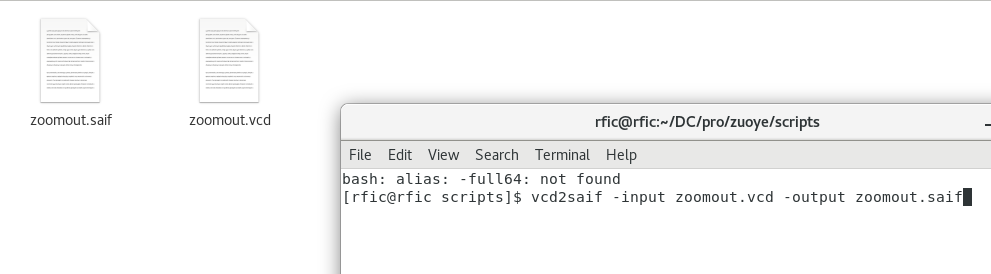 zoomout.saif
zoomout.vcd
rfic@rfic:~/DC/pro/zuoye/scripts
File Edit View Search Terminal Help
bash: alias: -full64: not found
[rfic@rfic scripts]$ vcd2saif -input zoomout.vcd -output zoomout.saif